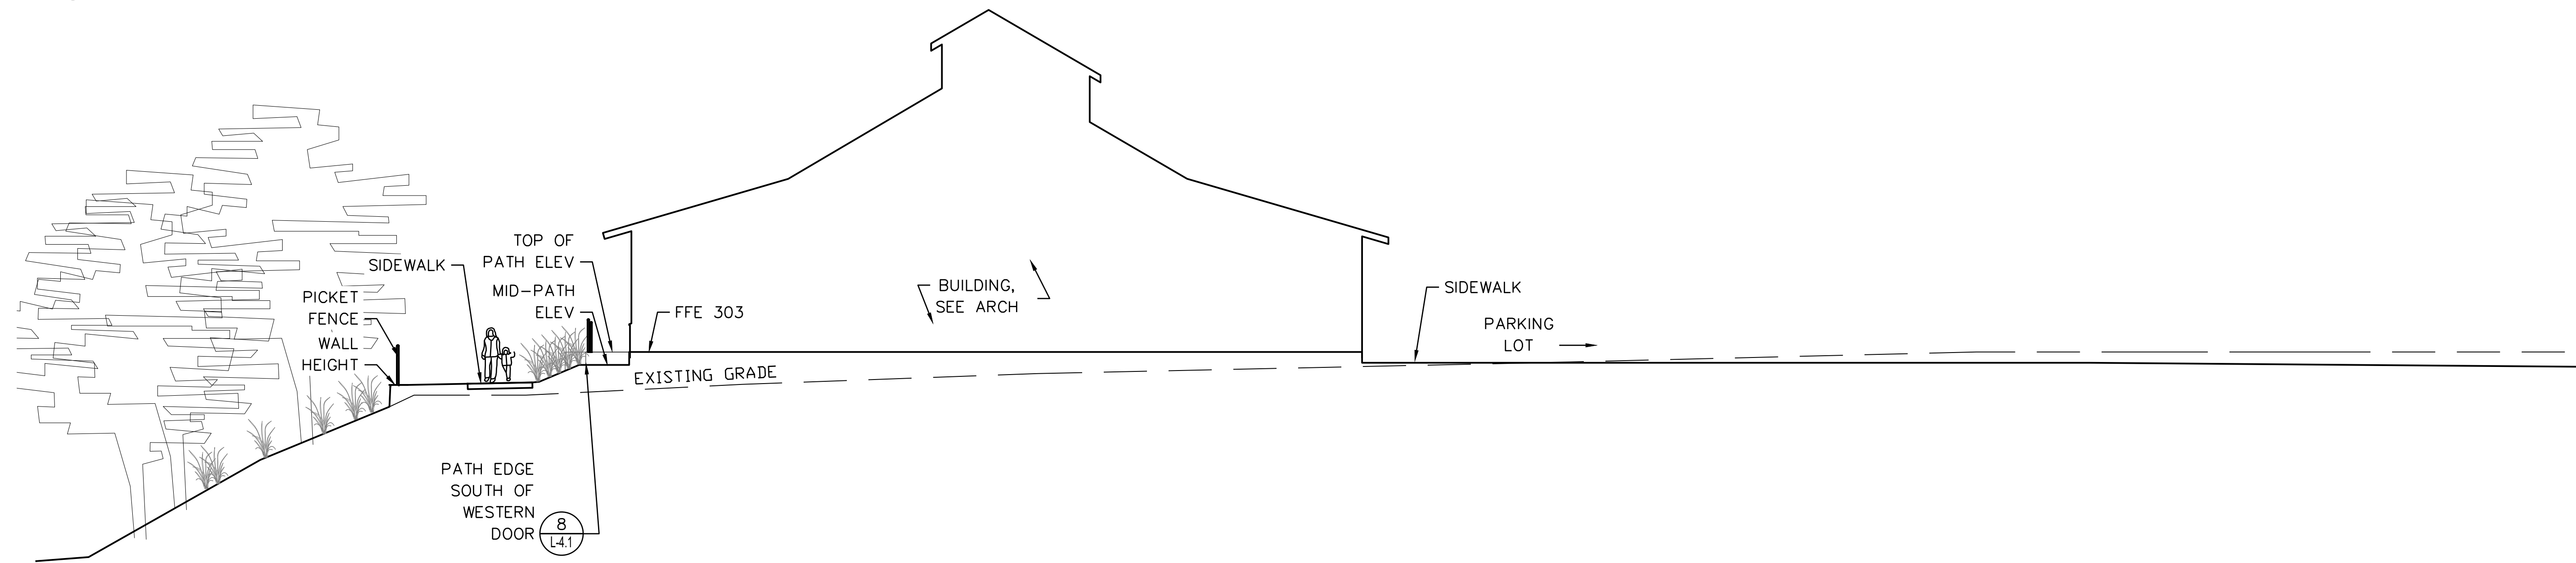 TOP OF
PATH ELEV
SIDEWALK
MID-PATH
ELEV
PICKET
FENCE
WALL
HEIGHT
FFE 303
BUILDING,
SEE ARCH
SIDEWALK
PARKING
LOT
EXISTING GRADE
PATH EDGE
SOUTH OF
WESTERN
DOOR
8
L-4.1